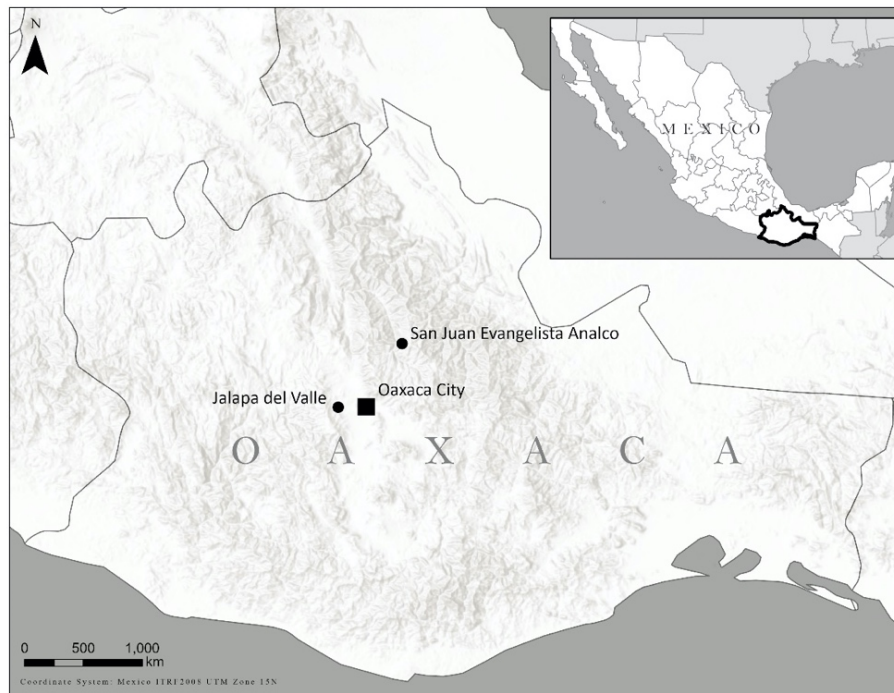 N
MEXICO
San Juan Evangelista Analco
Jalapa del Valle
Oaxaca City
OAXACA
0 500 1,000
km
Coordinate System: Mexico ITRF2008 UTM Zone 15N